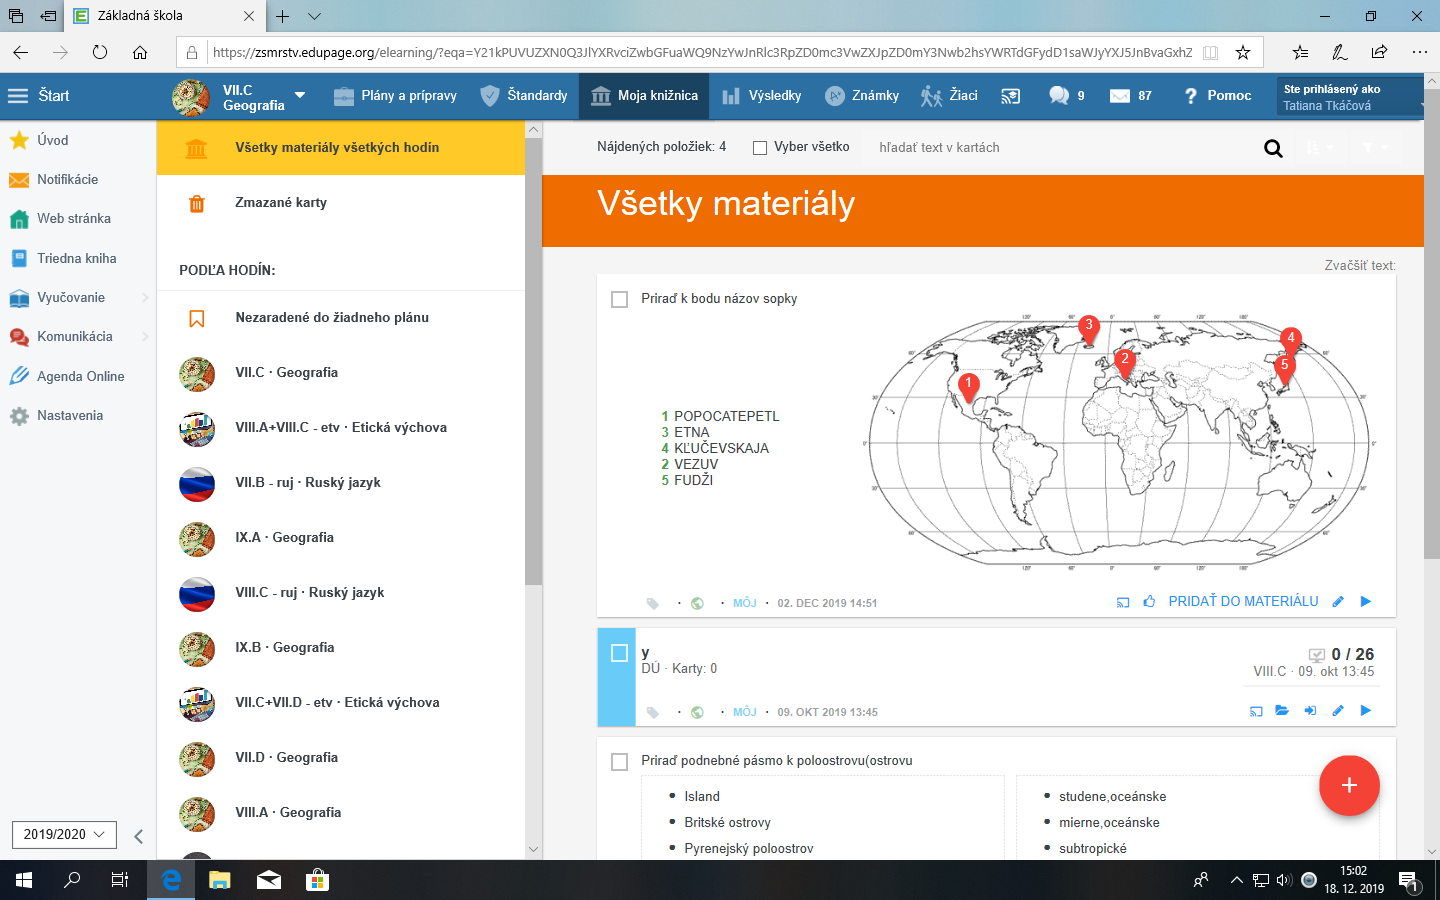 Základná škola
https://zsmrstv.edupage.org/elearning/?eqa=Y21kPUVUZXN0Q3JlYXRvciZwbGFuaWQ9NzYwJnRlc3RpZD0mc3VwZXJpZD0mY3Nwb2hsYWRTdGFydD1saWJyYXJ5JnBvaGxhZ
Štart
VII.C
Geografia
Plány a prípravy
Štandardy
Moja knižnica
Výsledky
Známky
Žiaci
9
87
Pomoc
Ste prihlásený ako
Tatiana Tkáčová
Úvod
Notifikácie
Web stránka
Triedna kniha
Vyučovanie
Komunikácia
Agenda Online
Nastavenia
2019/2020
Všetky materiály všetkých hodín
Zmazané karty
PODĽA HODÍN:
Nezaradené do žiadneho plánu
VII.C · Geografia
VIII.A+VIII.C - etv · Etická výchova
VII.B - ruj · Ruský jazyk
IX.A · Geografia
VIII.C - ruj · Ruský jazyk
IX.B · Geografia
VII.C+VII.D - etv · Etická výchova
VII.D · Geografia
VIII.A · Geografia
Nájdených položiek: 4
Vyber všetko
hľadať text v kartách
Všetky materiály
Zvačšiť text:
Priraď k bodu názov sopky
1 POPOCATEPETL
3 ETNA
4 KĽUČEVSKAJA
2 VEZUV
5 FUDŽI
1
2
3
4
5
· · MÔJ · 02. DEC 2019 14:51
PRIDAŤ DO MATERIÁLU
y
DÚ · Karty: 0
0 / 26
VIII.C · 09. okt 13:45
· · MÔJ · 09. OKT 2019 13:45
Priraď podnebné pásmo k poloostrovu(ostrovu
• Island
• Britské ostrovy
• Pyrenejský poloostrov
• studene,oceánske
• mierne,oceánske
• subtropické
+
15:02
18. 12. 2019
1